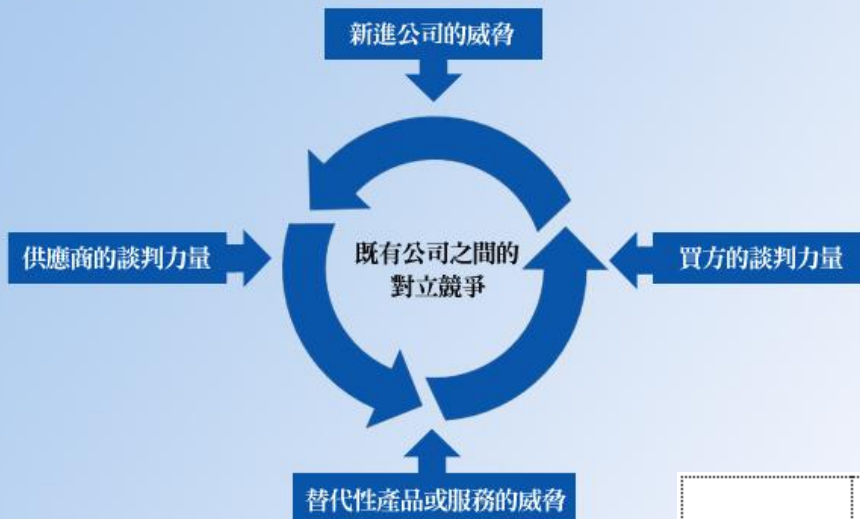 新進公司的威脅
供應商的談判力量
既有公司之間的
對立競爭
買方的談判力量
替代性產品或服務的威脅